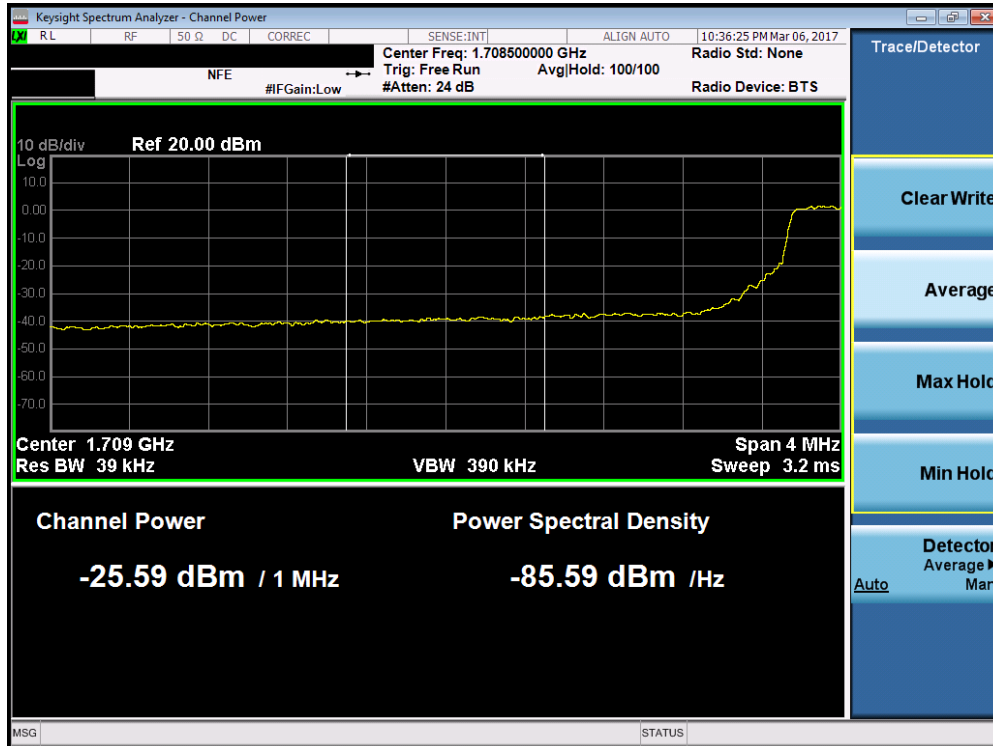 Keysight Spectrum Analyzer - Channel Power
LXI RL RF 50 Ω DC CORREC SENSE:INT ALIGN AUTO 10:36:25 PM Mar 06, 2017
Center Freq: 1.708500000 GHz Radio Std: None
NFE Trig: Free Run Avg|Hold: 100/100
#IFGain:Low #Atten: 24 dB Radio Device: BTS
Trace/Detector
10 dB/div Ref 20.00 dBm
Log
10.0
0.00
-10.0
-20.0
-30.0
-40.0
-50.0
-60.0
-70.0
Center 1.709 GHz Span 4 MHz
Res BW 39 kHz VBW 390 kHz Sweep 3.2 ms
Channel Power Power Spectral Density
-25.59 dBm / 1 MHz -85.59 dBm /Hz
Clear Write
Average
Max Hold
Min Hold
Detector
Average
Auto Man
MSG STATUS